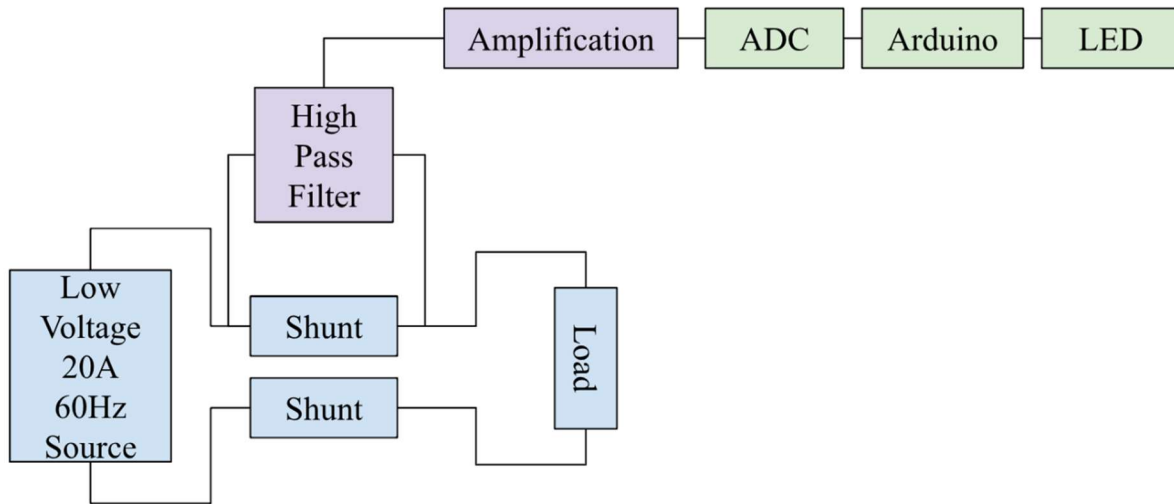 Amplification
ADC
Arduino
LED
High
Pass
Filter
Low
Voltage
20A
60Hz
Source
Shunt
Shunt
Load